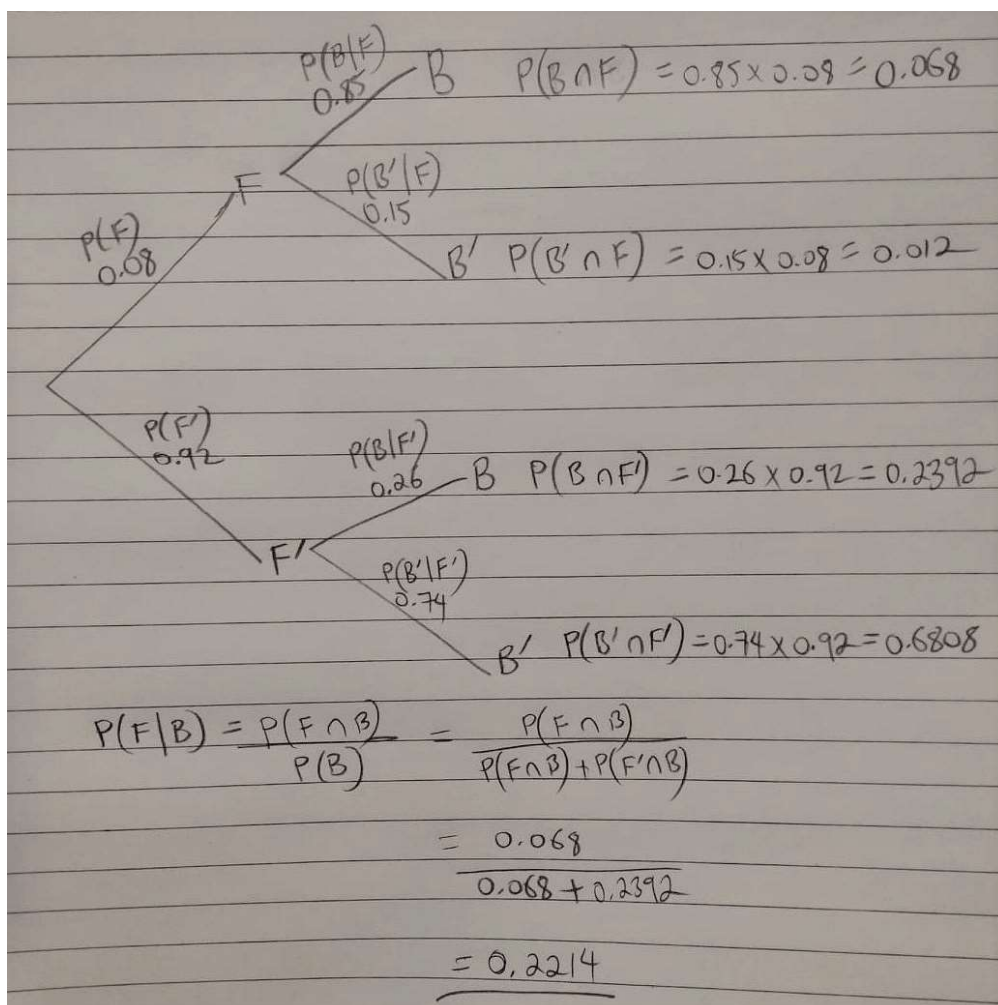 P(B|F)
0.85
B P(B∩F) = 0.85 x 0.08 = 0.068
F
P(B'|F)
0.15
P(F)
0.08
B' P(B'∩F) = 0.15 x 0.08 = 0.012
P(F')
0.92
P(B|F')
0.26
B P(B∩F') = 0.26 x 0.92 = 0.2392
F'
P(B'|F')
0.74
B' P(B'∩F') = 0.74 x 0.92 = 0.6808
P(F|B) = P(F∩B) = P(F∩B)
P(B) P(F∩B)+P(F'∩B)
= 0.068
0.068 + 0.2392
= 0.2214